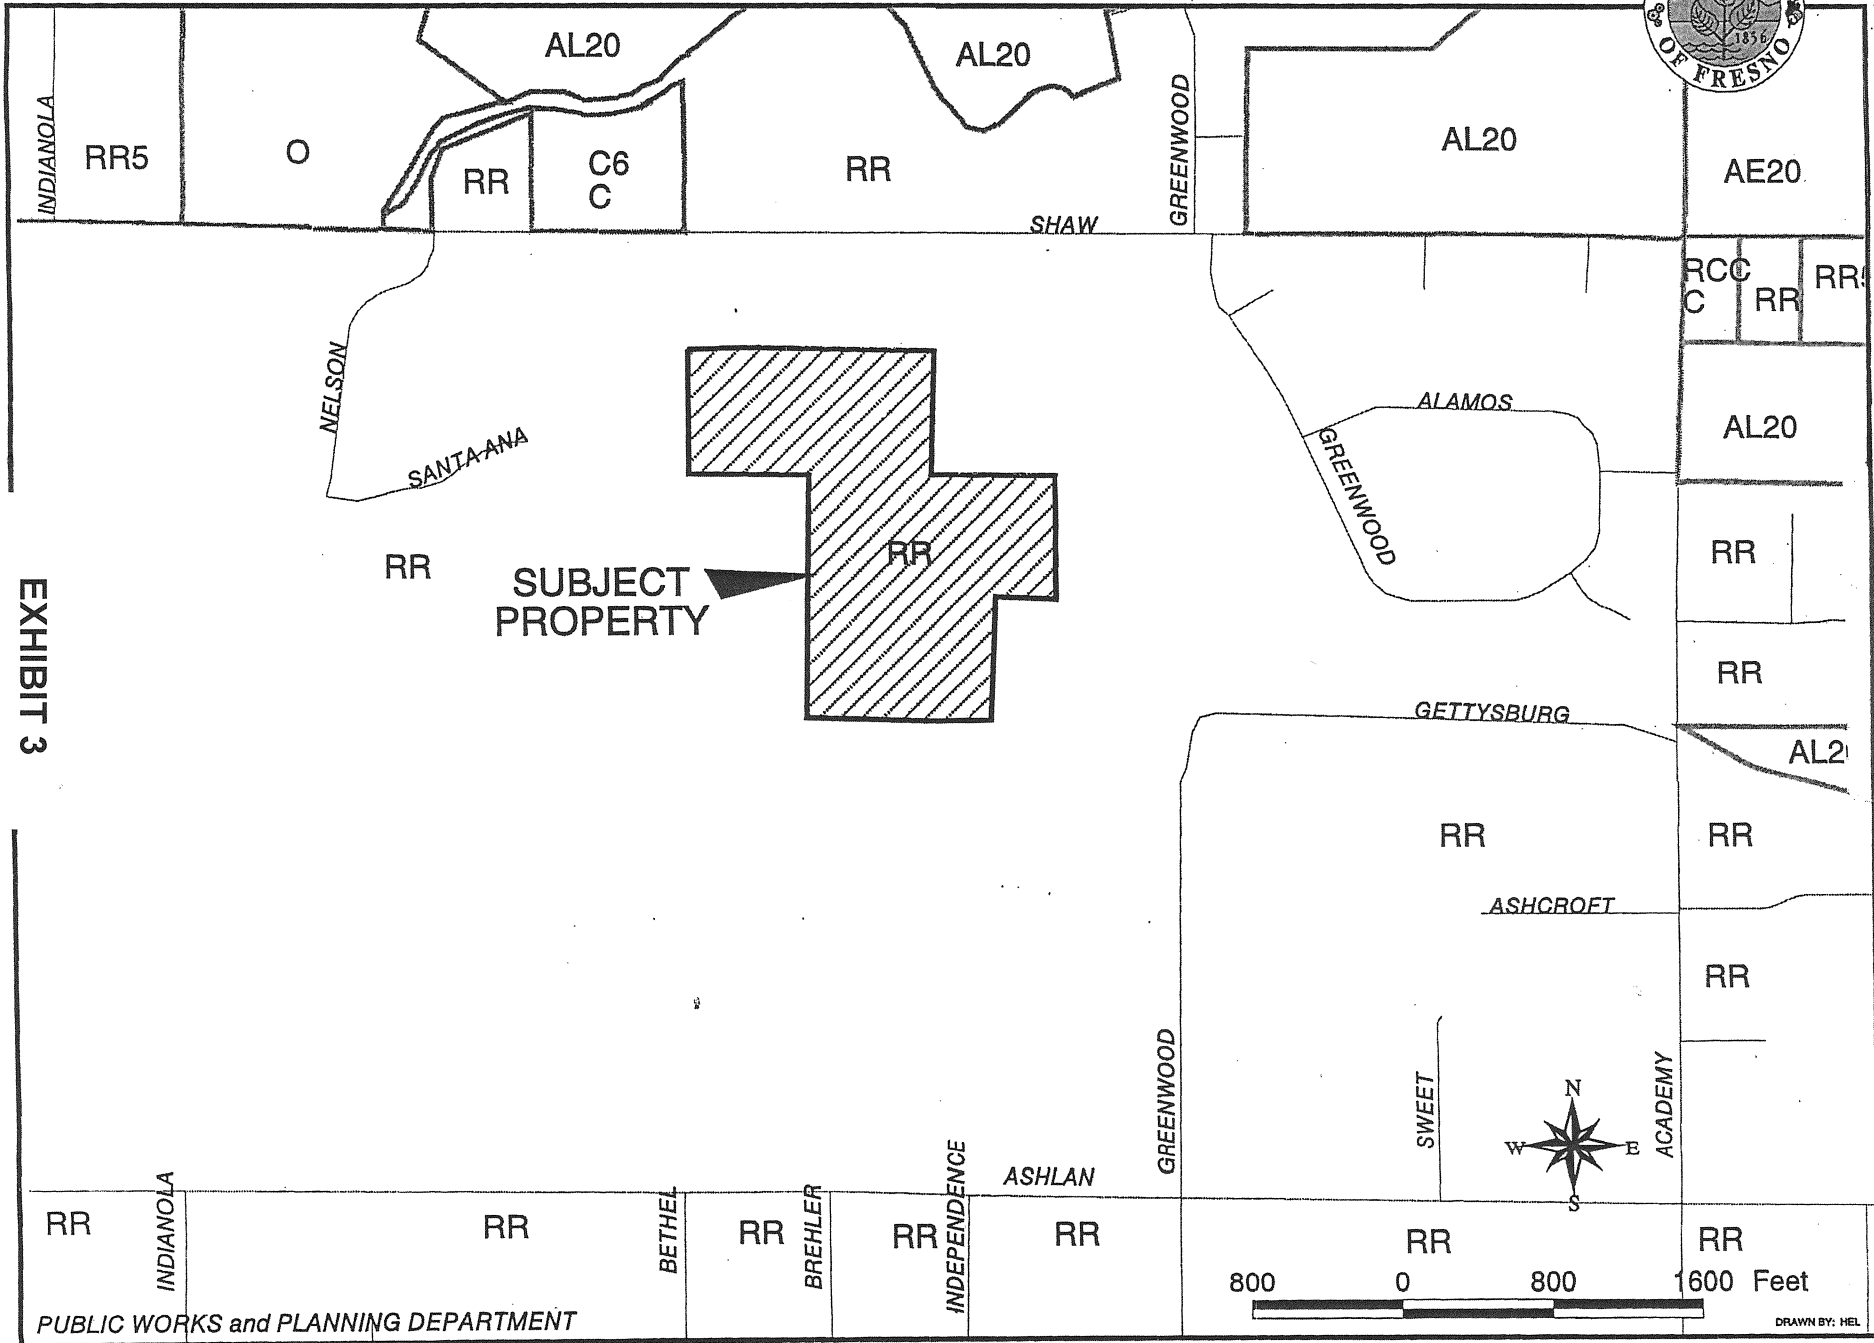 AL20
AL20
1856
OF FRESNO
INDIANOLA
RR5
O
RR
C6
C
RR
GREENWOOD
AL20
AE20
SHAW
RCC
C
RR
RR5
NELSON
SANTA ANA
ALAMOS
GREENWOOD
AL20
RR
SUBJECT
PROPERTY
RR
RR
EXHIBIT 3
RR
GETTYSBURG
AL2
RR
RR
ASHCROFT
RR
GREENWOOD
SWEET
ACADEMY
N
W
E
S
ASHLAN
RR
INDIANOLA
RR
BETHEL
RR
BREHLER
RR
INDEPENDENCE
RR
RR
RR
800 0 800 1600 Feet
PUBLIC WORKS and PLANNING DEPARTMENT
DRAWN BY: HEL